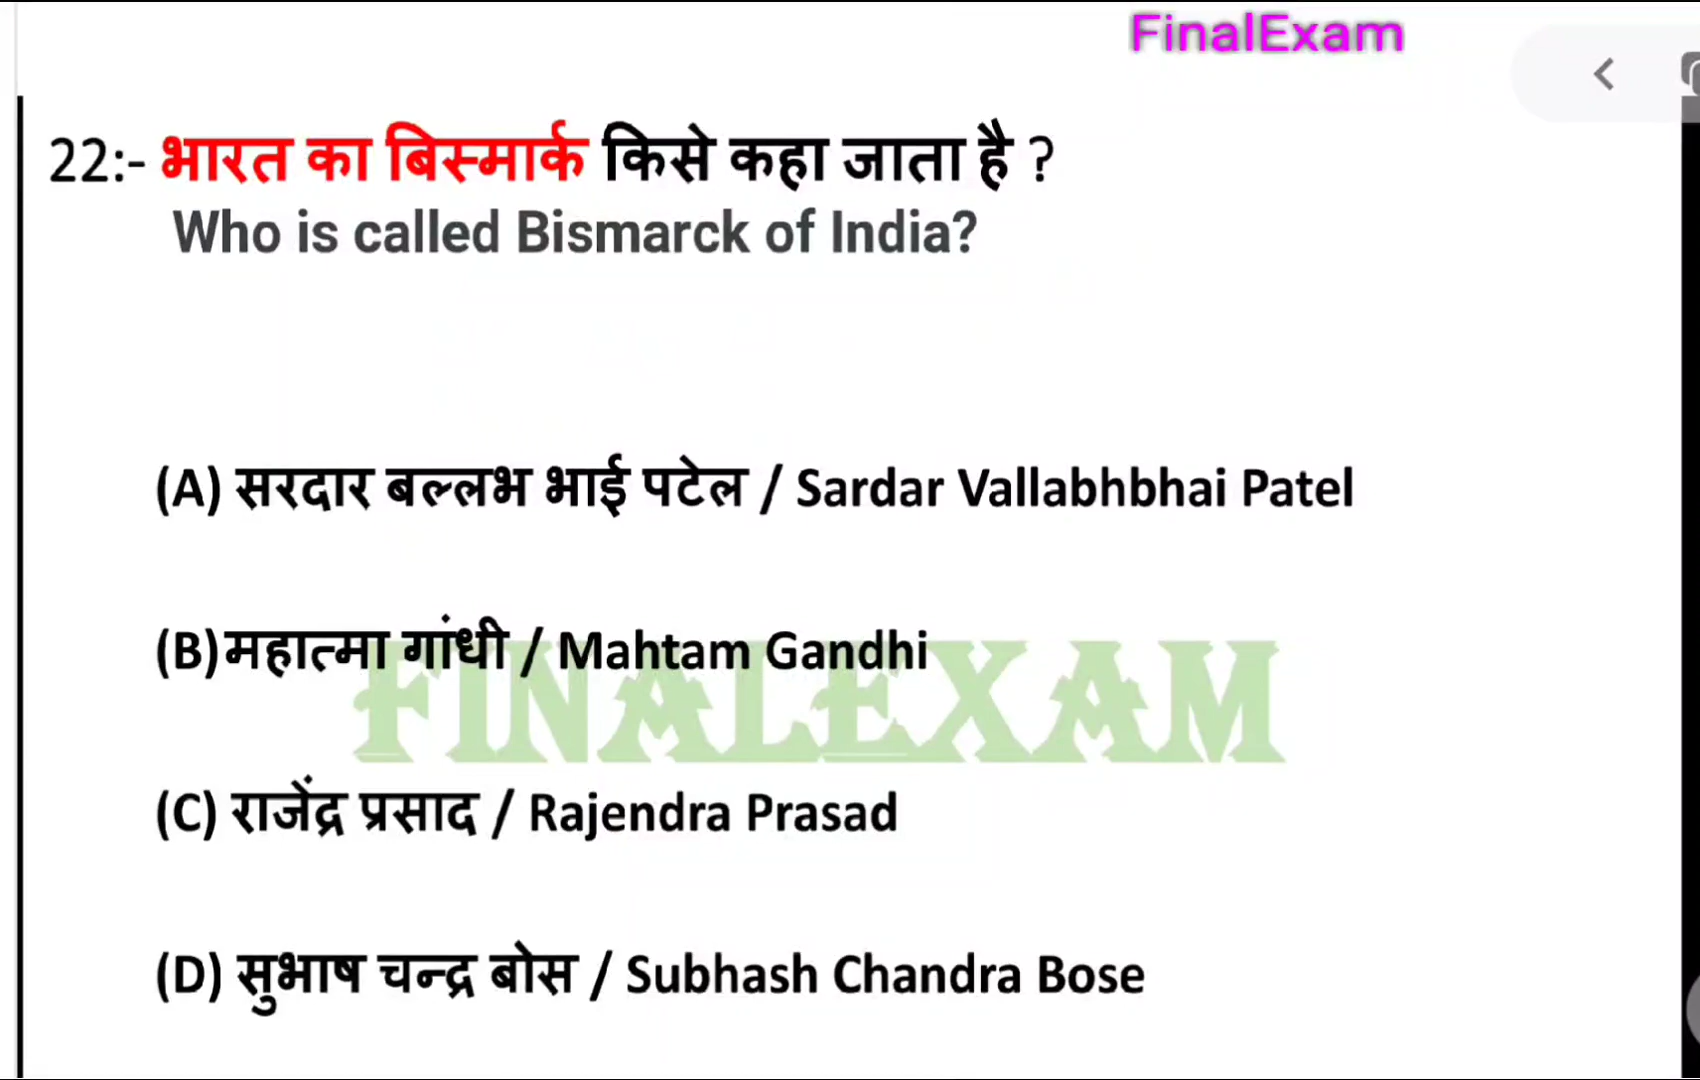 FinalExam
22:- भारत का बिस्मार्क किसे कहा जाता है ?
Who is called Bismarck of India?
(A) सरदार बल्लभ भाई पटेल / Sardar Vallabhbhai Patel
(B)महात्मा गांधी / Mahtam Gandhi
FINALEXAM
(C) राजेंद्र प्रसाद / Rajendra Prasad
(D) सुभाष चन्द्र बोस / Subhash Chandra Bose